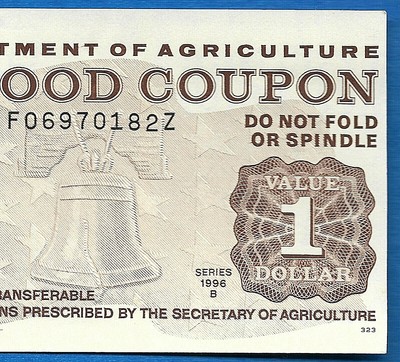 TMENT OF AGRICULTURE
OOD COUPON
F06970182Z
DO NOT FOLD
OR SPINDLE
VALUE
1
DOLLAR
SERIES
1996
B
RANSFERABLE
NS PRESCRIBED BY THE SECRETARY OF AGRICULTURE
323